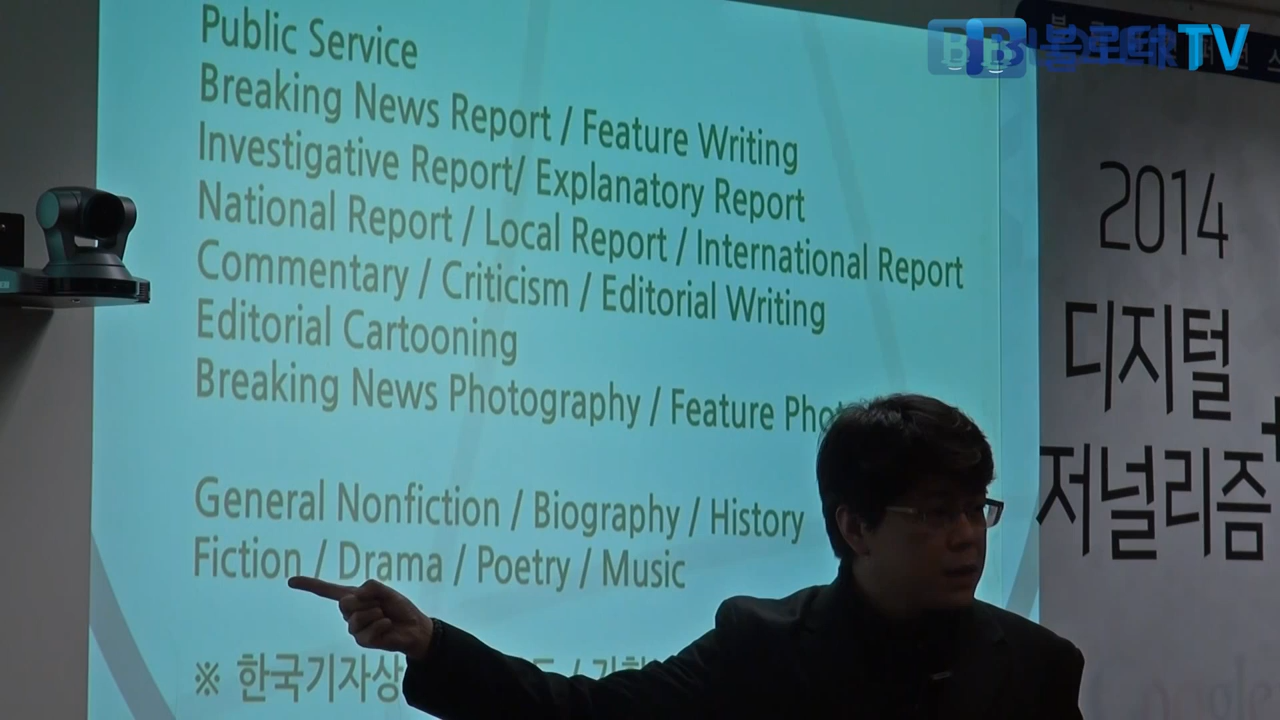 Public Service
Breaking News Report / Feature Writing
Investigative Report/ Explanatory Report
National Report / Local Report / International Report
Commentary / Criticism / Editorial Writing
Editorial Cartooning
Breaking News Photography / Feature
General Nonfiction / Biography / History
Fiction / Drama / Poetry / Music
※ 한국기자상
TV
2014
디지털
저널리즘
Google